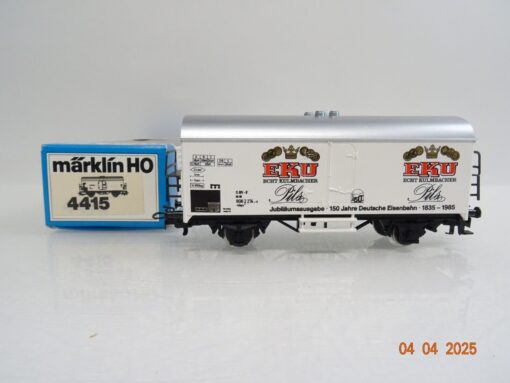 märklin HO
4415
EKU
ECHT KULMBACHER
Pils
EKU
ECHT KULMBACHER
Pils
Jubiläumsausgabe · 150 Jahre Deutsche Eisenbahn · 1835-1985
04 04 2025